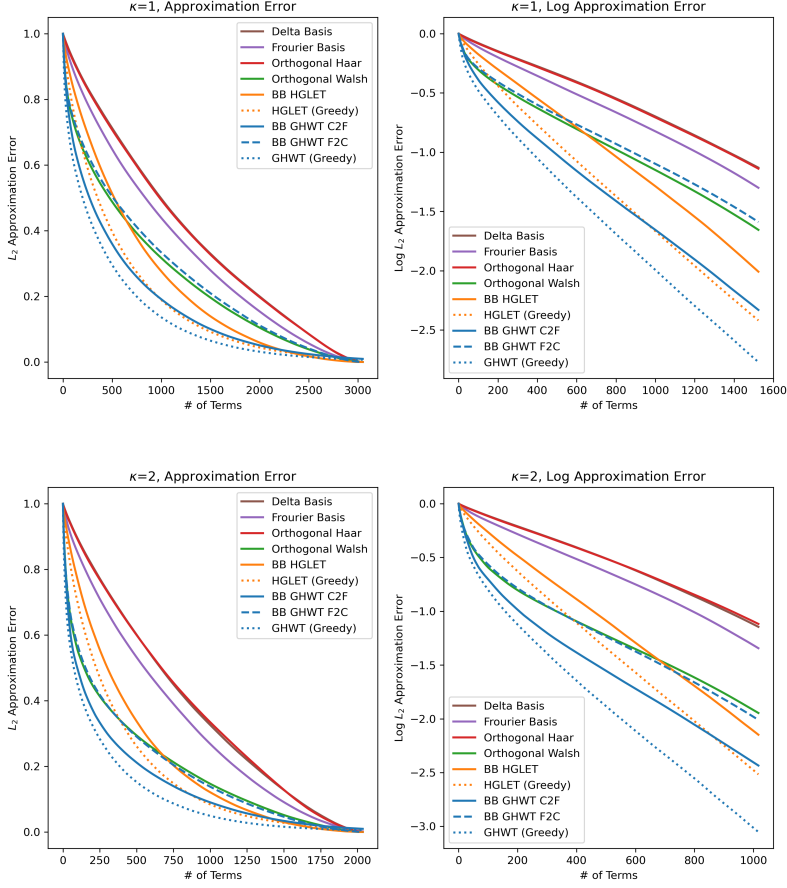 κ=1, Approximation Error
1.0
0.8
0.6
0.4
0.2
0.0
L2 Approximation Error
0 500 1000 1500 2000 2500 3000
# of Terms
Delta Basis
Frourier Basis
Orthogonal Haar
Orthogonal Walsh
BB HGLET
HGLET (Greedy)
BB GHWT C2F
BB GHWT F2C
GHWT (Greedy)
κ=1, Log Approximation Error
0.0
−0.5
−1.0
−1.5
−2.0
−2.5
Log L2 Approximation Error
0 200 400 600 800 1000 1200 1400 1600
# of Terms
Delta Basis
Frourier Basis
Orthogonal Haar
Orthogonal Walsh
BB HGLET
HGLET (Greedy)
BB GHWT C2F
BB GHWT F2C
GHWT (Greedy)
κ=2, Approximation Error
1.0
0.8
0.6
0.4
0.2
0.0
L2 Approximation Error
0 250 500 750 1000 1250 1500 1750 2000
# of Terms
Delta Basis
Frourier Basis
Orthogonal Haar
Orthogonal Walsh
BB HGLET
HGLET (Greedy)
BB GHWT C2F
BB GHWT F2C
GHWT (Greedy)
κ=2, Log Approximation Error
0.0
−0.5
−1.0
−1.5
−2.0
−2.5
−3.0
Log L2 Approximation Error
0 200 400 600 800 1000
# of Terms
Delta Basis
Frourier Basis
Orthogonal Haar
Orthogonal Walsh
BB HGLET
HGLET (Greedy)
BB GHWT C2F
BB GHWT F2C
GHWT (Greedy)